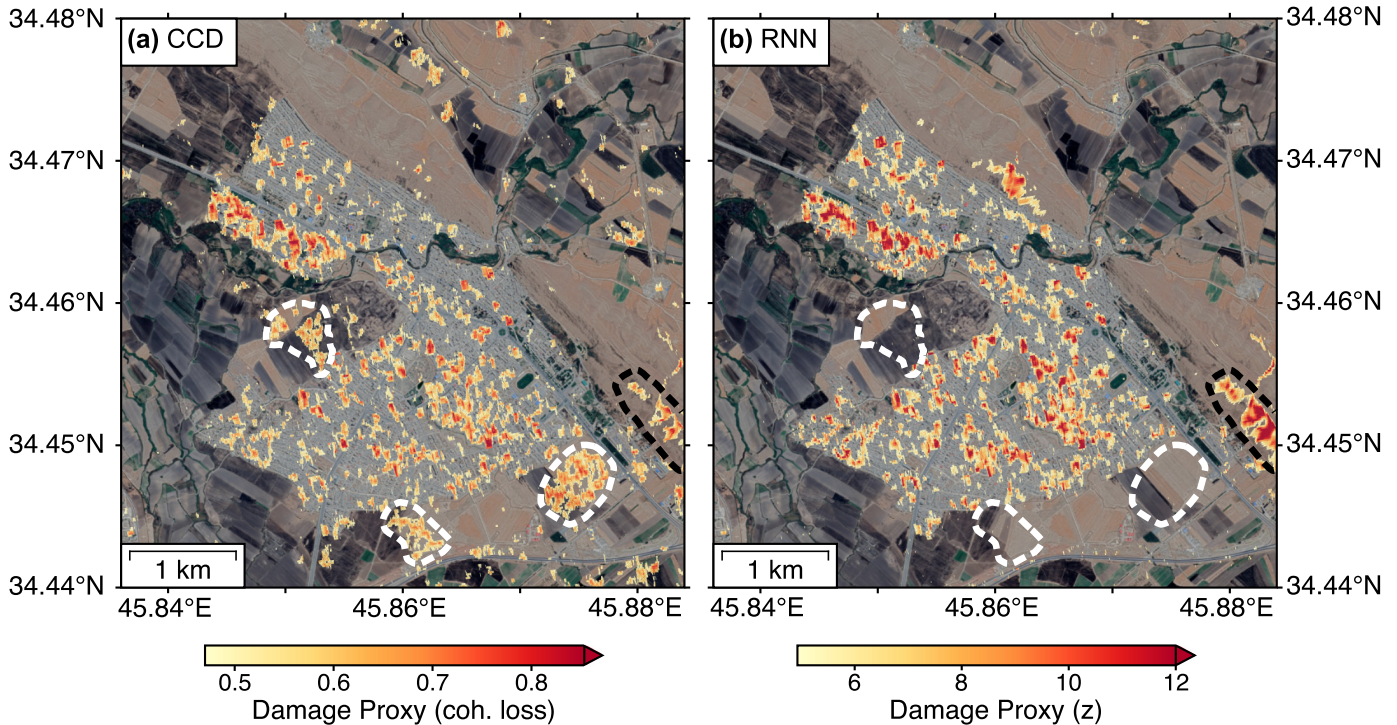 (a) CCD
(b) RNN
34.48°N
34.47°N
34.46°N
34.45°N
34.44°N
34.48°N
34.47°N
34.46°N
34.45°N
34.44°N
1 km
1 km
45.84°E
45.86°E
45.88°E
45.84°E
45.86°E
45.88°E
0.5
0.6
0.7
0.8
6
8
10
12
Damage Proxy (coh. loss)
Damage Proxy (z)